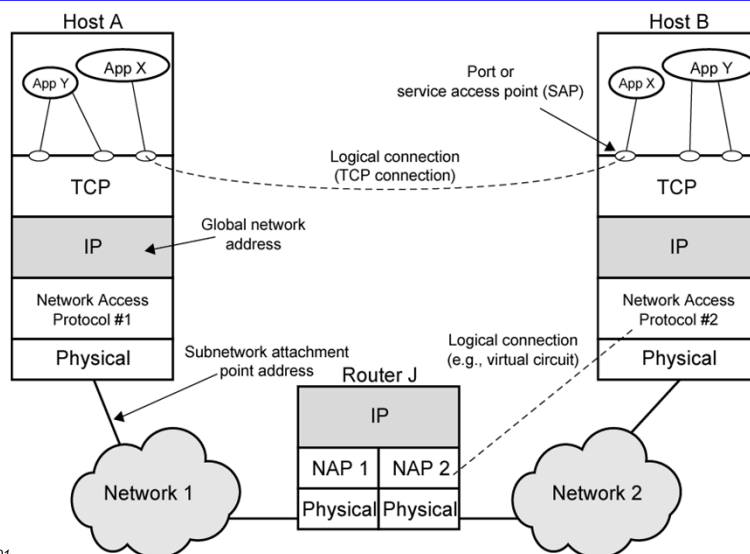 Host A
Host B
App Y
App X
Port or
service access point (SAP)
App X
App Y
Logical connection
(TCP connection)
TCP
TCP
Global network
address
IP
IP
Network Access
Protocol #1
Network Access
Protocol #2
Logical connection
(e.g., virtual circuit)
Subnetwork attachment
point address
Physical
Physical
Router J
IP
NAP 1
NAP 2
Network 1
Network 2
Physical
Physical